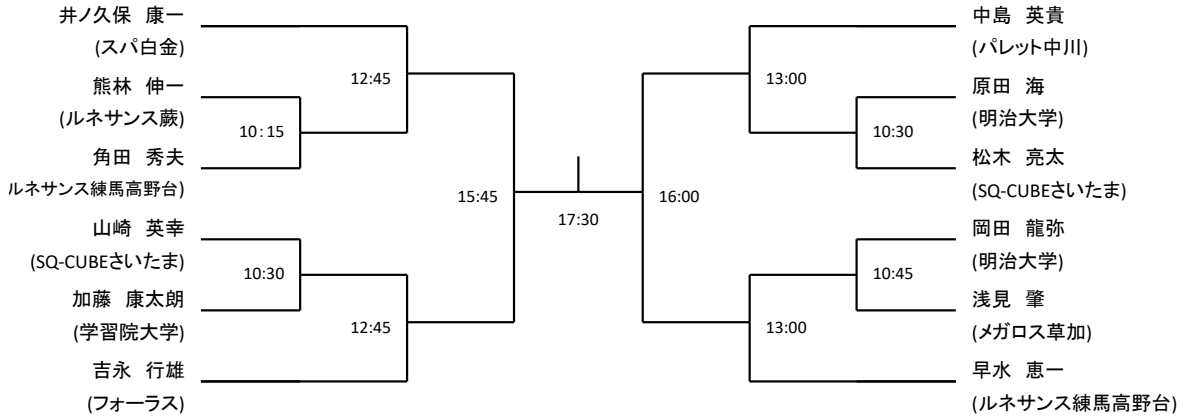 井ノ久保 康一
(スパ白金)
熊林 伸一
(ルネサンス蕨)
角田 秀夫
ルネサンス練馬高野台)
山崎 英幸
(SQ-CUBEさいたま)
加藤 康太朗
(学習院大学)
吉永 行雄
(フォーラス)
12:45
10:15
15:45
10:30
12:45
17:30
16:00
13:00
10:30
10:45
13:00
中島 英貴
(パレット中川)
原田 海
(明治大学)
松木 亮太
(SQ-CUBEさいたま)
岡田 龍弥
(明治大学)
浅見 肇
(メガロス草加)
早水 恵一
(ルネサンス練馬高野台)